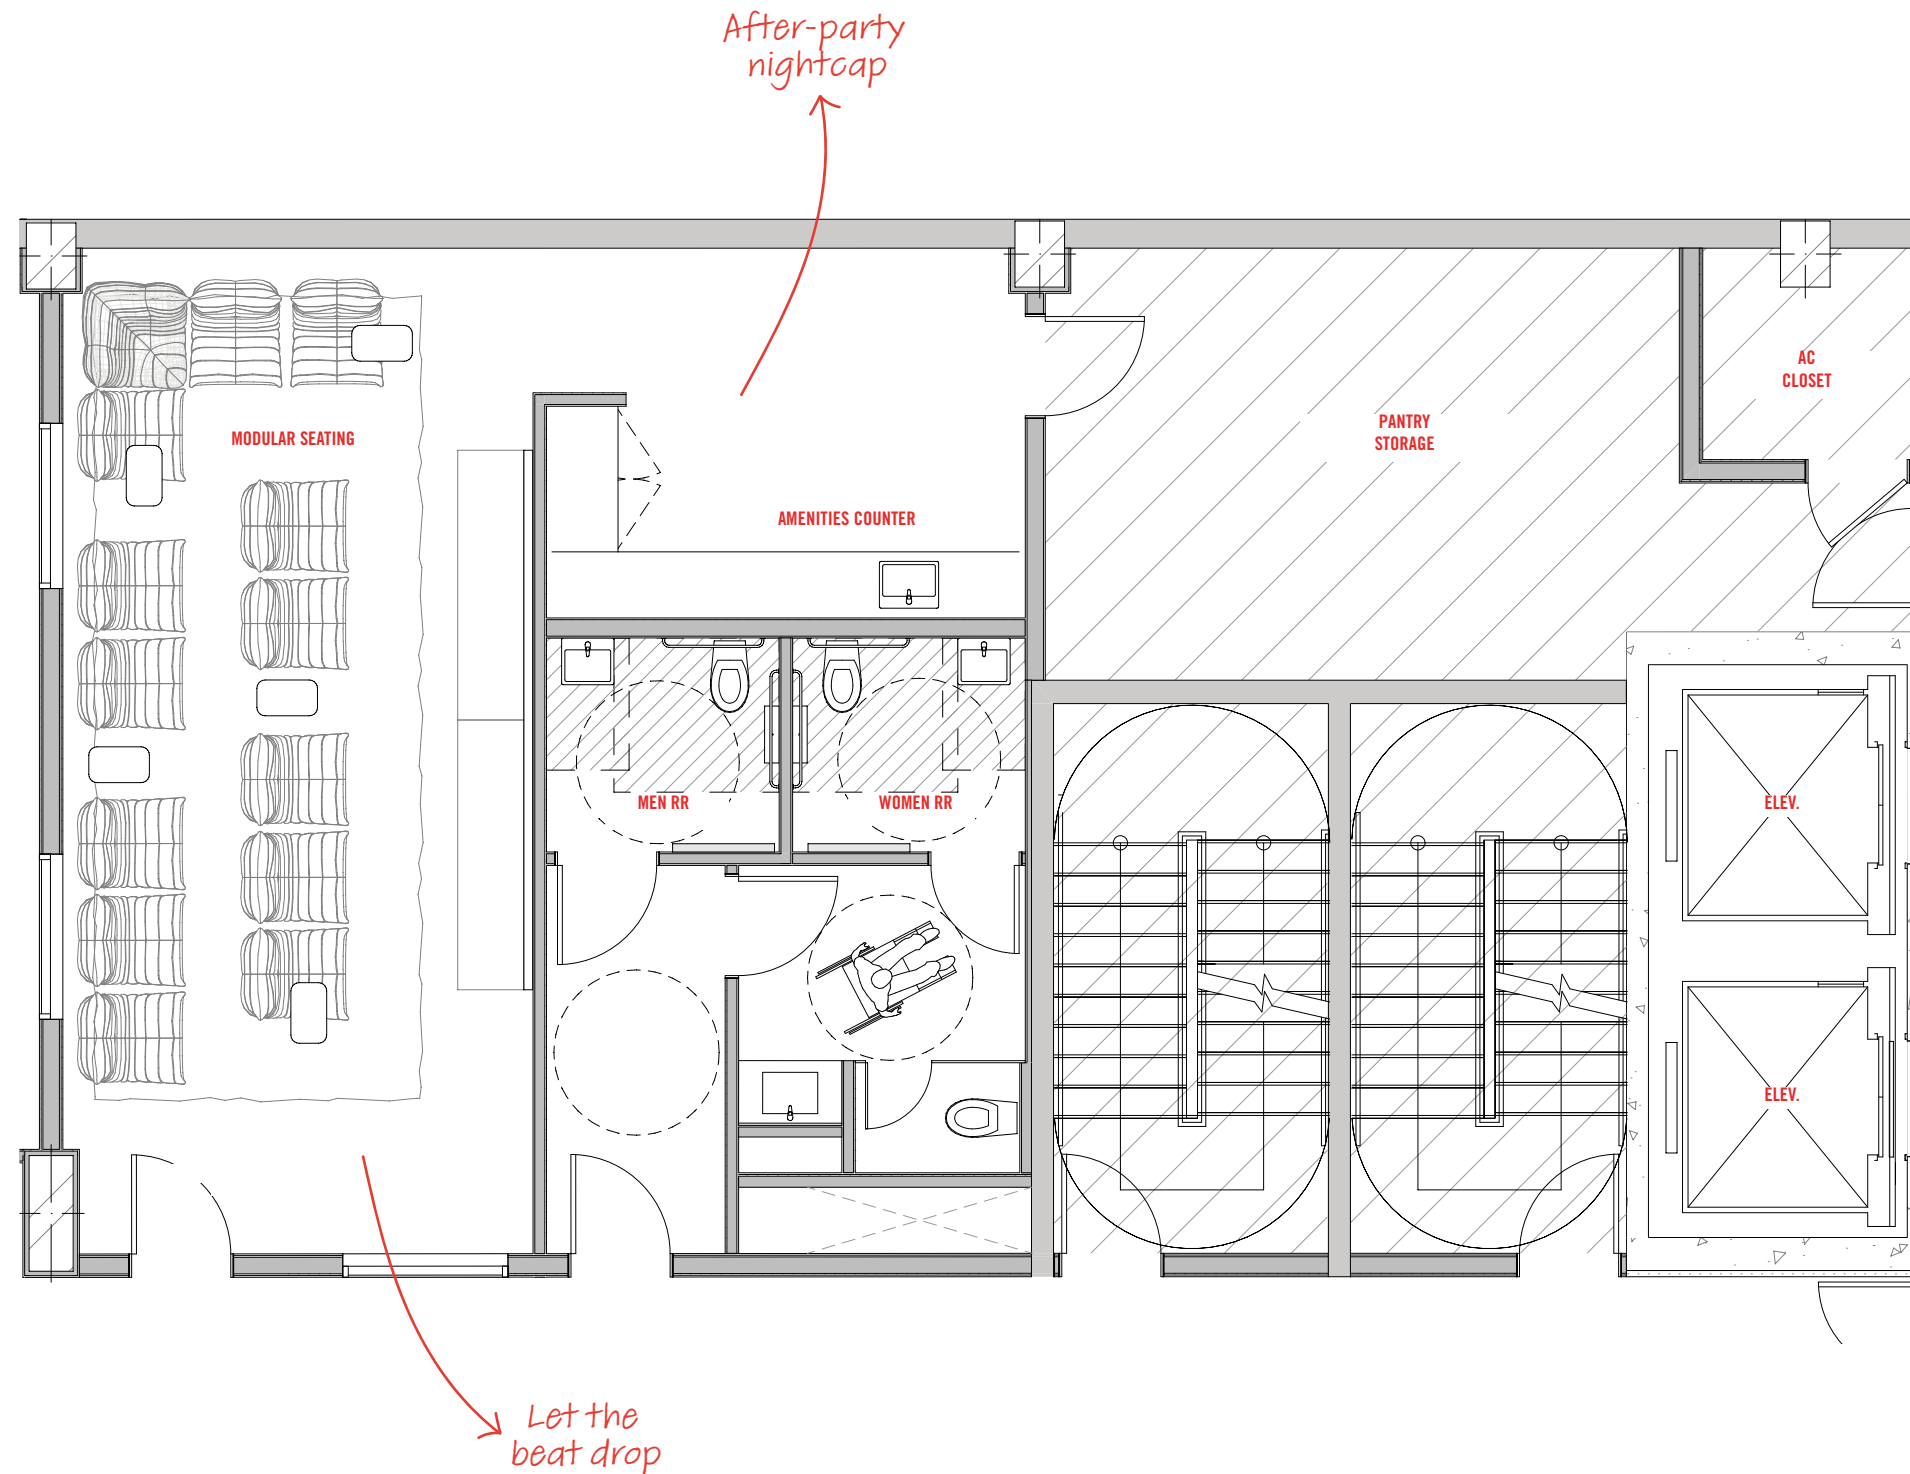 After-party
nightcap
AC
CLOSET
PANTRY
STORAGE
MODULAR SEATING
AMENITIES COUNTER
MEN RR
WOMEN RR
ELEV.
ELEV.
Let the
beat drop